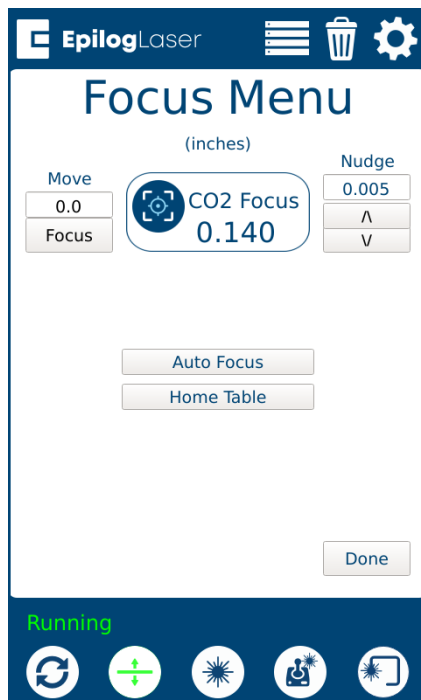 EpilogLaser
Focus Menu
(inches)
Move
0.0
Focus
CO2 Focus
0.140
Nudge
0.005
/\
\/
Auto Focus
Home Table
Done
Running